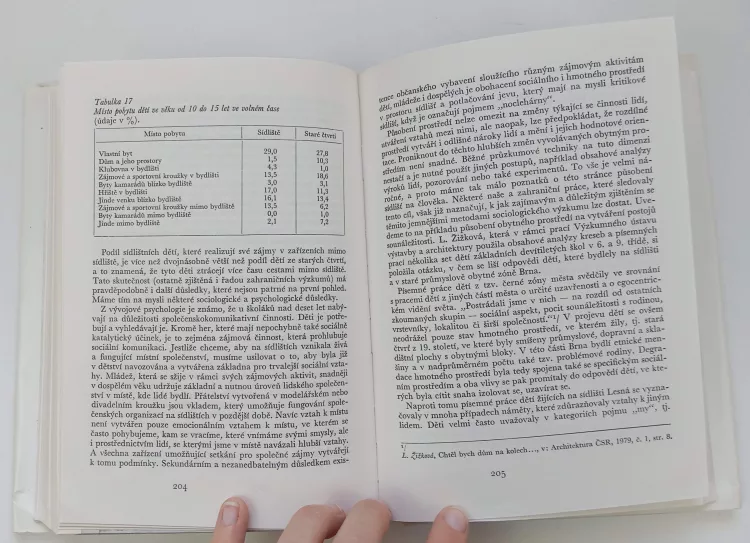 Tabulka 17
Místo pobytu dětí ve věku od 10 do 15 let ve volném čase
(údaje v %).
Místo pobytu Sídliště Staré čtvrti
Vlastní byt 29,0 27,8
Dům a jeho prostory 1,5 10,3
Klubovna v bydlišti 4,3 1,0
Zájmové a sportovní kroužky v bydlišti 13,5 18,6
Byty kamarádů blízko bydliště 3,0 3,1
Hřiště v bydlišti 17,0 11,3
Jinde venku blízko bydliště 16,1 13,4
Zájmové a sportovní kroužky mimo bydliště 13,5 6,2
Byty kamarádů mimo bydliště 0,0 1,0
Jinde mimo bydliště 2,1 7,2
Podíl sídlištních dětí, které realizují své zájmy v zařízeních mimo
sídliště, je více než dvojnásobně větší než podíl dětí ze starých čtvrtí,
a to znamená, že tyto děti ztrácejí více času cestami mimo sídliště.
Tato skutečnost (ostatně zjištěná i řadou zahraničních výzkumů) má
pravděpodobně i další důsledky, které nejsou patrné na první pohled.
Máme tím na mysli některé sociologické a psychologické důsledky.
Z vývojové psychologie je známo, že u školáků nad deset let nabý-
vají na důležitosti společenskokomunikativní činnosti. Děti je potře-
bují a vyhledávají je. Kromě her, které mají nepochybně také sociálně
katalytický účinek, je to zejména zájmová činnost, která prohlubuje
sociální komunikaci. Jestliže chceme, aby na sídlištích vznikala živá
a fungující místní společenství, musíme usilovat o to, aby byla již
v dětství navozována a vytvářena základna pro trvalejší sociální vzta-
hy. Mládež, která se sžije v rámci svých zájmových aktivit, snadněji
v dospělém věku udržuje základní a nutnou úroveň lidského společen-
ství v místě, kde lidé bydlí. Přátelství vytvořená v modelářském nebo
divadelním kroužku jsou vkladem, který umožňuje fungování spole-
čenských organizací na sídlištích v pozdější době. Navíc vztah k místu
není vytvářen pouze emocionálním vztahem k místu, ve kterém se
často pohybujeme, kam se vracíme, které vnímáme svými smysly, ale
i prostřednictvím lidí, se kterými jsme v místě navázali hlubší vztahy.
A všechna zařízení umožňující setkání pro společné zájmy vytvářejí
k tomu podmínky. Sekundárním a nezanedbatelným důsledkem exis-
204
tence občanského vybavení sloužícího různým zájmovým aktivitám
dětí, mládeže i dospělých je obohacení sociálního i hmotného prostředí
v prostoru sídlišť a potlačování jevu, který mají na mysli kritikové
sídlišť, když je označují pojmem „noclehárny“.
Působení prostředí nelze omezit na změny týkající se činnosti lidí,
utváření vztahů mezi nimi, ale naopak, lze předpokládat, že rozdílné
prostředí vytváří i odlišné nároky lidí a mění i jejich hodnotové orien-
tace. Proniknout do těchto hlubších změn vyvolávaných obytným pro-
středím není snadné. Běžné průzkumové techniky na tuto dimenzi
nestačí a je nutné použít jiných postupů, například obsahové analýzy
výroků lidí, pozorování nebo také experimentů. To vše je velmi ná-
ročné, a proto máme tak málo poznatků o této stránce působení
sídlišť na člověka. Některé naše a zahraniční práce, které sledovaly
tento cíl, však již naznačují, k jak zajímavým a důležitým zjištěním se
těmito jemnějšími metodami sociologického výzkumu lze dostat. Uve-
deme to na příkladu působení obytného prostředí na vytváření postojů
sounáležitosti. L. Žižková, která v rámci prací Výzkumného ústavu
výstavby a architektury použila obsahové analýzy kreseb a písemných
prací několika set dětí základních devítiletých škol v 6. a 9. třídě, si
položila otázku, v čem se liší odpovědi dětí, které bydlely na sídlišti
a v staré průmyslově obytné zóně Brna.
Písemné práce dětí z tzv. černé zóny města svědčily ve srovnání
s pracemi dětí z jiných částí města o určité uzavřenosti a o egocentric-
kém vidění světa. „Postrádali jsme v nich — na rozdíl od ostatních
zkoumaných skupin — sociální aspekt, pocit sounáležitosti s rodinou,
vrstevníky, lokalitou či širší společností.“¹⁾ V projevu dětí se ovšem
neodrážel pouze stav hmotného prostředí, ve kterém žily, tj. stará
čtvrť z 19. století, ve kterém byly smíšeny průmyslové, dopravní a skla-
dištní plochy s obytnými bloky. V této části Brna bydlí etnické men-
šiny a v nadprůměrném počtu také tzv. problémové rodiny. Degra-
dace hmotného prostředí byla tedy spojena také se specifickým sociál-
ním prostředím a oba vlivy se pak promítaly do odpovědí dětí, ve kte-
rých byla cítit snaha izolovat se, uzavírat se.
Naproti tomu písemné práce dětí žijících na sídlišti Lesná se vyzna-
čovaly v mnoha případech náměty, které zdůrazňovaly vztahy k jiným
lidem. Děti velmi často uvažovaly v kategoriích pojmu „my“, tj.
¹⁾
L. Žižková, Chtěl bych dům na kolech..., v: Architektura ČSR, 1979, č. 1, str. 8.
205